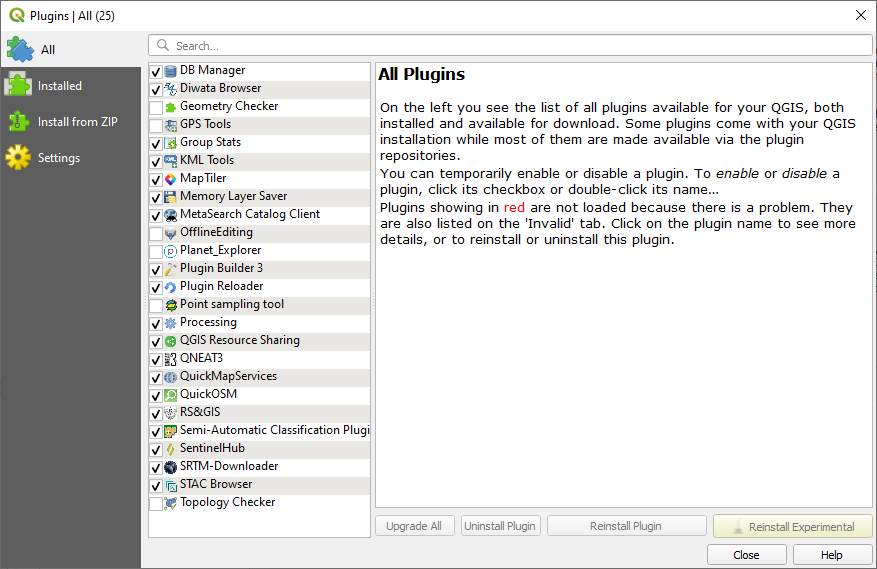 Plugins | All (25)
All
Installed
Install from ZIP
Settings
Search...
DB Manager
Diwata Browser
Geometry Checker
GPS Tools
Group Stats
KML Tools
MapTiler
Memory Layer Saver
MetaSearch Catalog Client
OfflineEditing
Planet_Explorer
Plugin Builder 3
Plugin Reloader
Point sampling tool
Processing
QGIS Resource Sharing
QNEAT3
QuickMapServices
QuickOSM
RS&GIS
Semi-Automatic Classification Plugi
SentinelHub
SRTM-Downloader
STAC Browser
Topology Checker
All Plugins
On the left you see the list of all plugins available for your QGIS, both
installed and available for download. Some plugins come with your QGIS
installation while most of them are made available via the plugin
repositories.
You can temporarily enable or disable a plugin. To enable or disable a
plugin, click its checkbox or double-click its name...
Plugins showing in red are not loaded because there is a problem. They
are also listed on the 'Invalid' tab. Click on the plugin name to see more
details, or to reinstall or uninstall this plugin.
Upgrade All
Uninstall Plugin
Reinstall Plugin
Reinstall Experimental
Close
Help